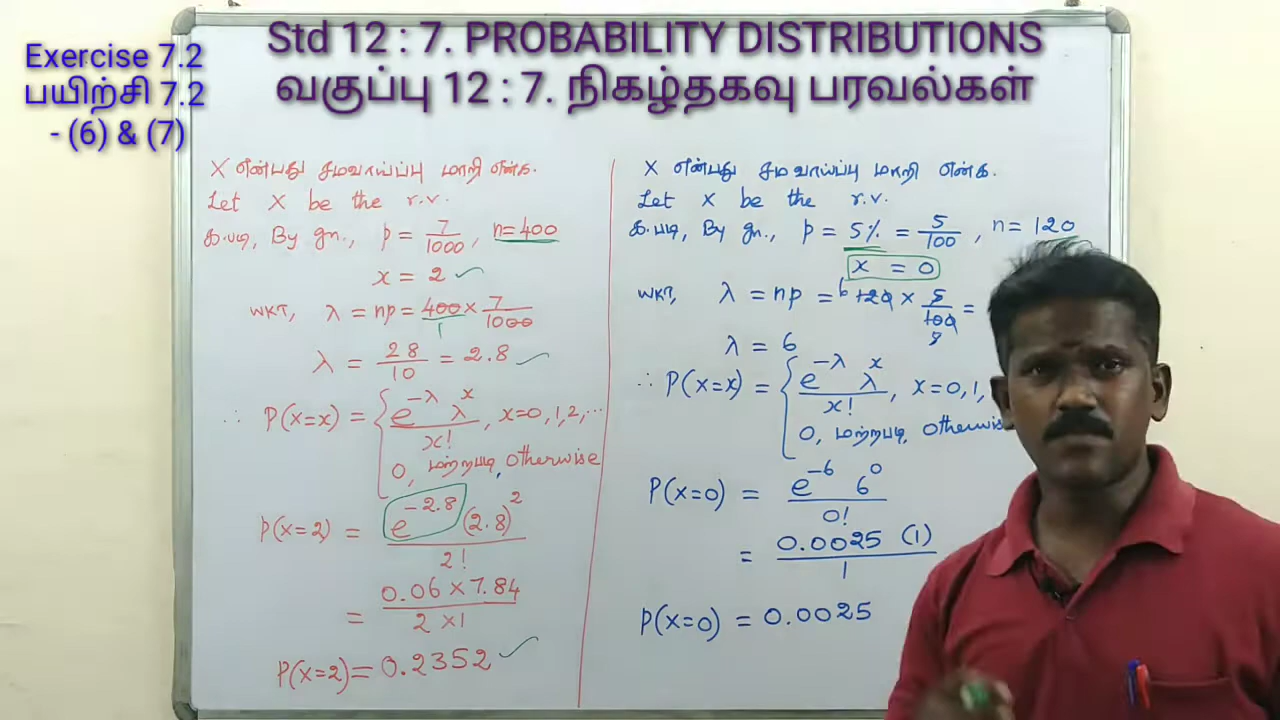 Std 12 : 7. PROBABILITY DISTRIBUTIONS
வகுப்பு 12 : 7. நிகழ்தகவு பரவல்கள்
Exercise 7.2
பயிற்சி 7.2
- (6) & (7)
X என்பது சமவாய்ப்பு மாறி என்க.
Let X be the r.v.
க.படி, By gn., p = 7/1000, n=400
x = 2 ✓
WKT, λ = np = 400 × 7/1000
1
λ = 28/10 = 2.8 ✓
∴ P(X=x) = { e^-λ λ^x / x!, x=0,1,2,...
0, மற்றபடி, Otherwise
P(X=2) = e^-2.8 (2.8)^2 / 2!
= 0.06 × 7.84 / 2 × 1
P(X=2) = 0.2352 ✓
X என்பது சமவாய்ப்பு மாறி என்க.
Let X be the r.v.
க.படி, By gn., p = 5% = 5/100, n = 120
x = 0
WKT, λ = np = 6 120 × 5/100 =
λ = 6
∴ P(X=x) = { e^-λ λ^x / x!, x=0,1,
0, மற்றபடி, Otherwis
P(X=0) = e^-6 6^0 / 0!
= 0.0025 (1) / 1
P(X=0) = 0.0025